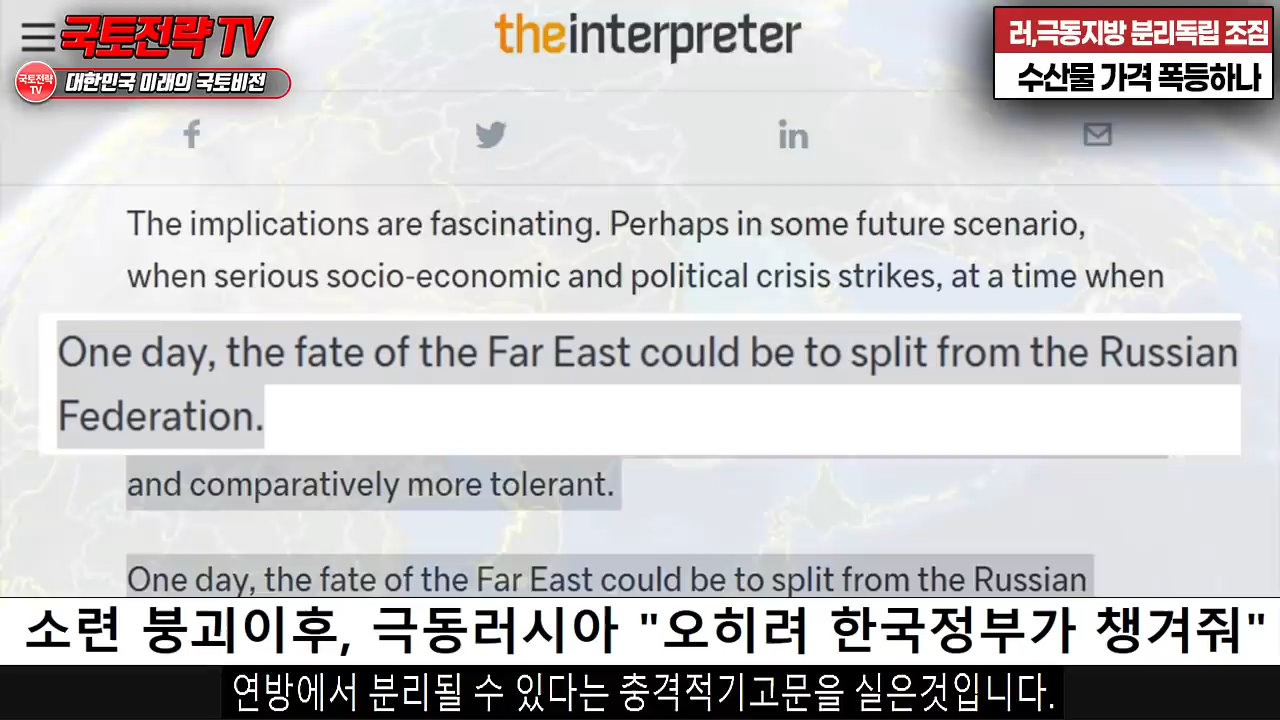 국토전략 TV
국토전략
TV
대한민국 미래의 국토비전
theinterpreter
러,극동지방 분리독립 조짐
수산물 가격 폭등하나
The implications are fascinating. Perhaps in some future scenario,
when serious socio-economic and political crisis strikes, at a time when
One day, the fate of the Far East could be to split from the Russian
Federation.
and comparatively more tolerant.
One day, the fate of the Far East could be to split from the Russian
소련 붕괴이후, 극동러시아 "오히려 한국정부가 챙겨줘"
연방에서 분리될 수 있다는 충격적기고문을 실은것입니다.